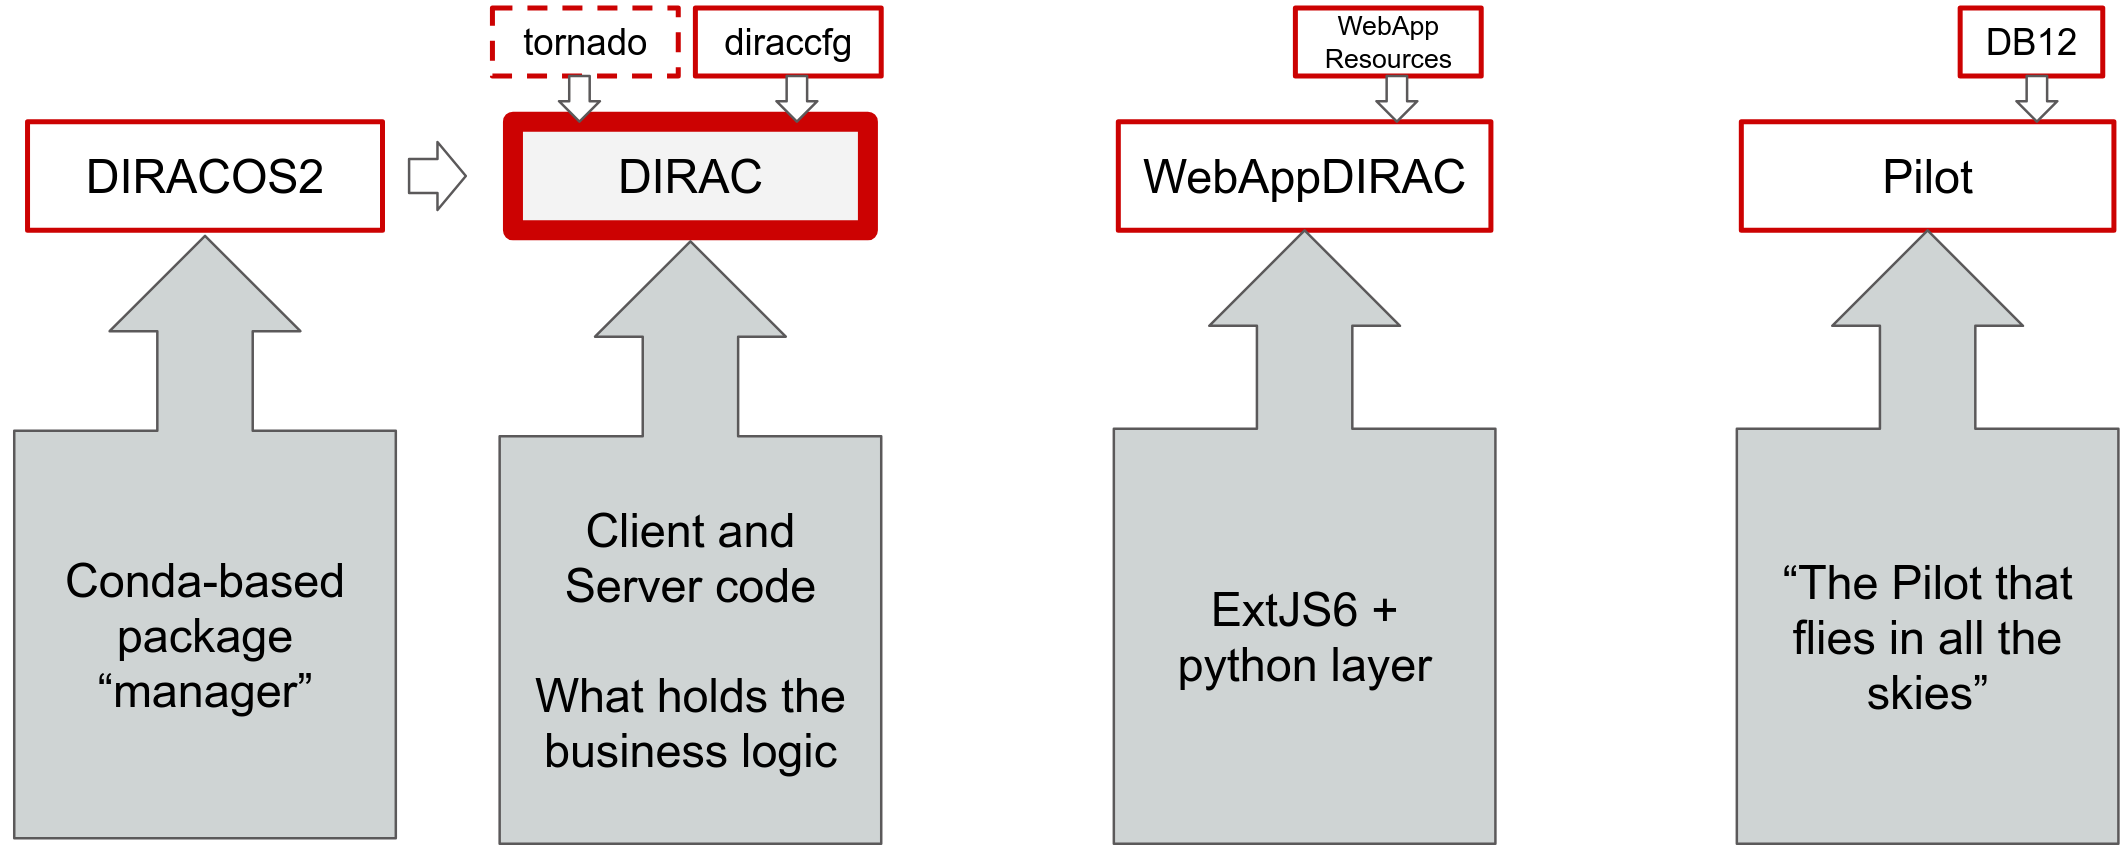 tornado
diraccfg
WebApp
Resources
DB12
DIRACOS2
DIRAC
WebAppDIRAC
Pilot
Conda-based
package
“manager”
Client and
Server code
What holds the
business logic
ExtJS6 +
python layer
“The Pilot that
flies in all the
skies”